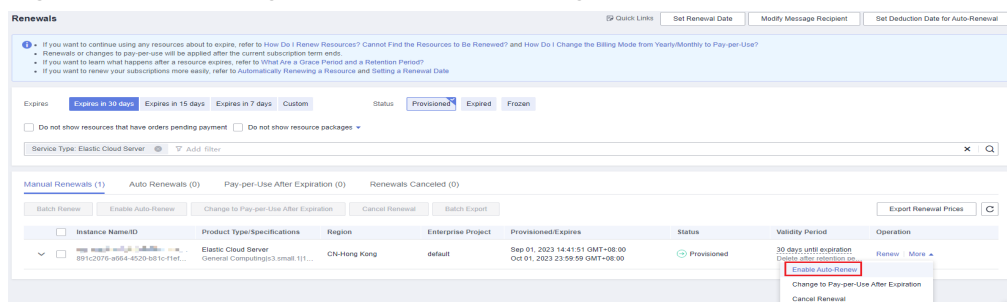 Renewals
Quick Links
Set Renewal Date
Modify Message Recipient
Set Deduction Date for Auto-Renewal
If you want to continue using any resources about to expire, refer to How Do I Renew Resources? Cannot Find the Resources to Be Renewed? and How Do I Change the Billing Mode from Yearly/Monthly to Pay-per-Use?
Renewals or changes to pay-per-use will be applied after the current subscription term ends.
If you want to learn what happens after a resource expires, refer to What Are a Grace Period and a Retention Period?
If you want to renew your subscriptions more easily, refer to Automatically Renewing a Resource and Setting a Renewal Date
Expires Expires in 30 days Expires in 15 days Expires in 7 days Custom Status Provisioned Expired Frozen
Do not show resources that have orders pending payment Do not show resource packages
Service Type: Elastic Cloud Server Add filter
Manual Renewals (1) Auto Renewals (0) Pay-per-Use After Expiration (0) Renewals Canceled (0)
Batch Renew Enable Auto-Renew Change to Pay-per-Use After Expiration Cancel Renewal Batch Export Export Renewal Prices
Instance Name/ID Product Type/Specifications Region Enterprise Project Provisioned/Expires Status Validity Period Operation
Elastic Cloud Server Sep 01, 2023 14:41:51 GMT+08:00 30 days until expiration
CN-Hong Kong default Provisioned Renew More
891c2076-a664-4520-b81c-f1ef... General Computing|s3.small.1|1... Oct 01, 2023 23:59:59 GMT+08:00 Delete after retention pe...
Enable Auto-Renew
Change to Pay-per-Use After Expiration
Cancel Renewal